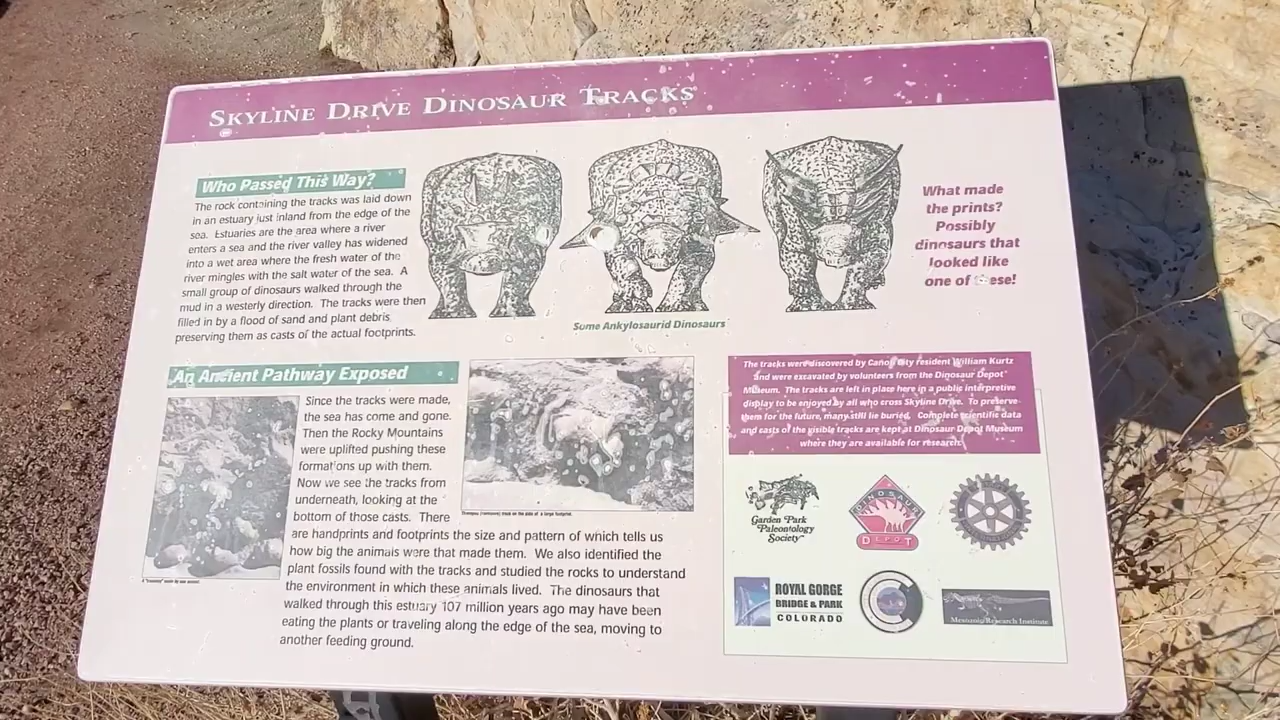 SKYLINE DRIVE DINOSAUR TRACKS
Who Passed This Way?
The rock containing the tracks was laid down
in an estuary just inland from the edge of the
sea. Estuaries are the area where a river
enters a sea and the river valley has widened
into a wet area where the fresh water of the
river mingles with the salt water of the sea. A
small group of dinosaurs walked through the
mud in a westerly direction. The tracks were then
filled in by a flood of sand and plant debris
preserving them as casts of the actual footprints.
Some Ankylosaurid Dinosaurs
What made
the prints?
Possibly
dinosaurs that
looked like
one of these!
An Ancient Pathway Exposed
Since the tracks were made,
the sea has come and gone.
Then the Rocky Mountains
were uplifted pushing these
formations up with them.
Now we see the tracks from
underneath, looking at the
bottom of those casts. There
are handprints and footprints the size and pattern of which tells us
how big the animals were that made them. We also identified the
plant fossils found with the tracks and studied the rocks to understand
the environment in which these animals lived. The dinosaurs that
walked through this estuary 107 million years ago may have been
eating the plants or traveling along the edge of the sea, moving to
another feeding ground.
The tracks were discovered by Cañon City resident William Kurtz
and were excavated by volunteers from the Dinosaur Depot
Museum. The tracks are left in place here in a public interpretive
display to be enjoyed by all who cross Skyline Drive. To preserve
them for the future, many still lie buried. Complete scientific data
and casts of the visible tracks are kept at Dinosaur Depot Museum
where they are available for research.
Garden Park
Paleontology
Society
DINOSAUR
DEPOT
ROYAL GORGE
BRIDGE & PARK
COLORADO
Mesozoic Research Institute